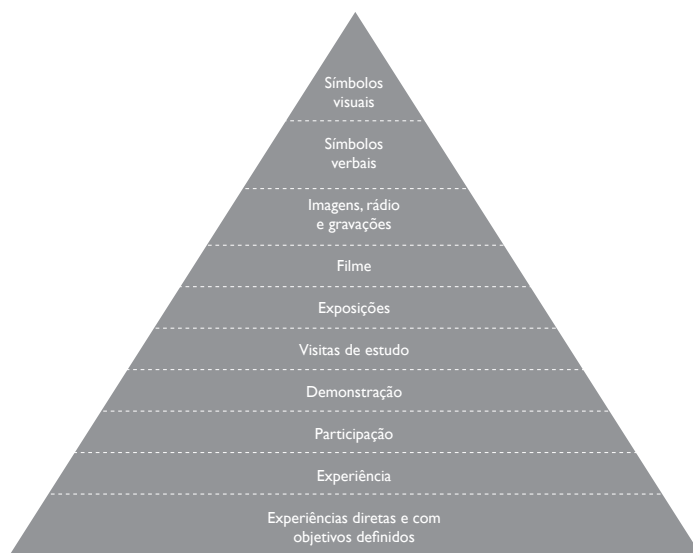 Símbolos
visuais
Símbolos
verbais
Imagens, rádio
e gravações
Filme
Exposições
Visitas de estudo
Demonstração
Participação
Experiência
Experiências diretas e com
objetivos definidos